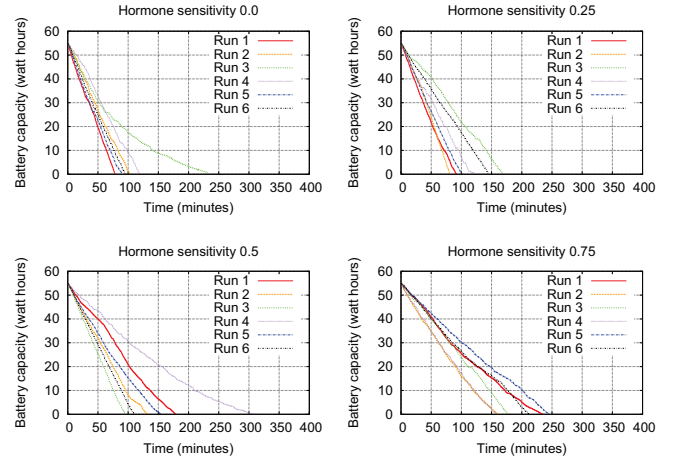 Hormone sensitivity 0.0
Battery capacity (watt hours)
60
50
40
30
20
10
0
0 50 100 150 200 250 300 350 400
Time (minutes)
Run 1
Run 2
Run 3
Run 4
Run 5
Run 6
Hormone sensitivity 0.25
Battery capacity (watt hours)
60
50
40
30
20
10
0
0 50 100 150 200 250 300 350 400
Time (minutes)
Run 1
Run 2
Run 3
Run 4
Run 5
Run 6
Hormone sensitivity 0.5
Battery capacity (watt hours)
60
50
40
30
20
10
0
0 50 100 150 200 250 300 350 400
Time (minutes)
Run 1
Run 2
Run 3
Run 4
Run 5
Run 6
Hormone sensitivity 0.75
Battery capacity (watt hours)
60
50
40
30
20
10
0
0 50 100 150 200 250 300 350 400
Time (minutes)
Run 1
Run 2
Run 3
Run 4
Run 5
Run 6